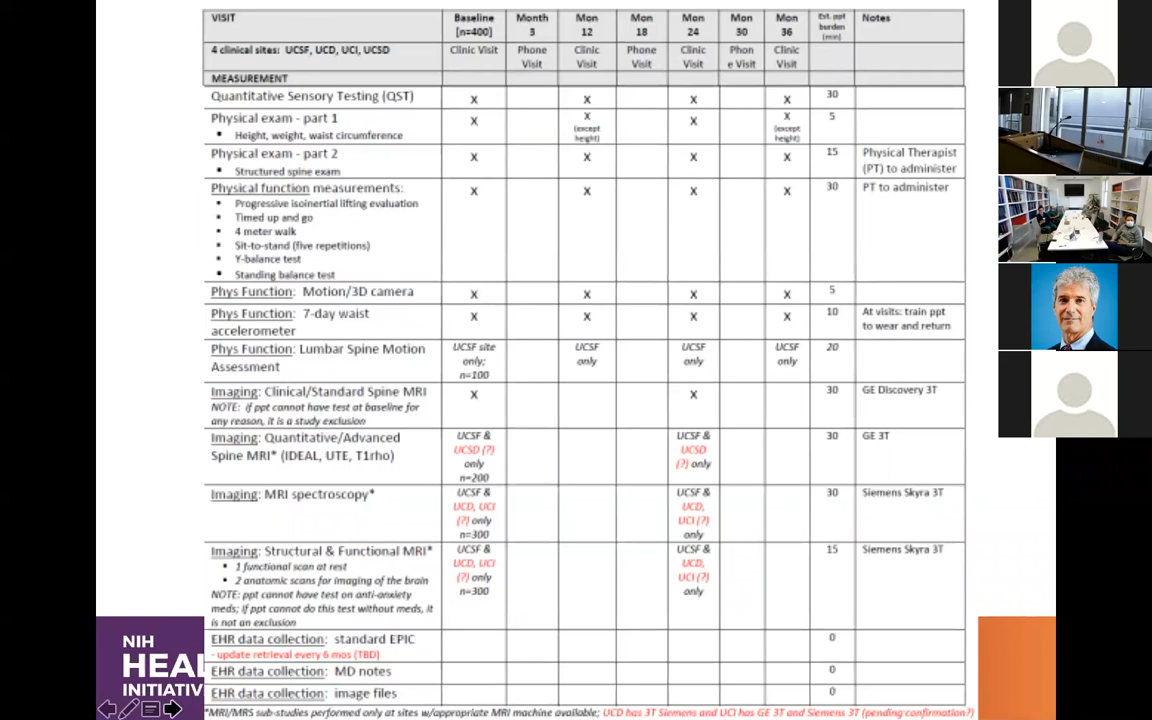 VISIT Baseline Month Mon Mon Mon Mon Mon Est. ppt Notes
[n=400] 3 12 18 24 30 36 burden
(min)
4 clinical sites: UCSF, UCD, UCI, UCSD Clinic Visit Phone Clinic Phone Clinic Phon Clinic
Visit Visit Visit Visit e Visit Visit
MEASUREMENT
Quantitative Sensory Testing (QST) X X X X 30
Physical exam - part 1 X X X X 5
▪ Height, weight, waist circumference (except height) (except height)
Physical exam - part 2 X X X X 15 Physical Therapist
▪ Structured spine exam (PT) to administer
Physical function measurements: X X X X 30 PT to administer
▪ Progressive isoinertial lifting evaluation
▪ Timed up and go
▪ 4 meter walk
▪ Sit-to-stand (five repetitions)
▪ Y-balance test
▪ Standing balance test
Phys Function: Motion/3D camera X X X X 5
Phys Function: 7-day waist X X X X 10 At visits: train ppt
accelerometer to wear and return
Phys Function: Lumbar Spine Motion UCSF site UCSF UCSF UCSF 20
Assessment only; only only only
n=100
Imaging: Clinical/Standard Spine MRI X X 30 GE Discovery 3T
NOTE: if ppt cannot have test at baseline for
any reason, it is a study exclusion
Imaging: Quantitative/Advanced UCSF & UCSF & 30 GE 3T
Spine MRI* (IDEAL, UTE, T1rho) UCSD (?) UCSD
only (?) only
n=200
Imaging: MRI spectroscopy* UCSF & UCSF & 30 Siemens Skyra 3T
UCD, UCI UCD,
(?) only UCI (?)
n=300 only
Imaging: Structural & Functional MRI* UCSF & UCSF & 15 Siemens Skyra 3T
▪ 1 functional scan at rest UCD, UCI UCD,
▪ 2 anatomic scans for imaging of the brain (?) only UCI (?)
NOTE: ppt cannot have test on anti-anxiety n=300 only
meds; if ppt cannot do this test without meds, it
is not an exclusion
EHR data collection: standard EPIC 0
- update retrieval every 6 mos (TBD)
EHR data collection: MD notes 0
EHR data collection: image files 0
*MRI/MRS sub-studies performed only at sites w/appropriate MRI machine available; UCD has 3T Siemens and UCI has GE 3T and Siemens 3T (pending confirmation?)
NIH
HEAL
INITIATIV